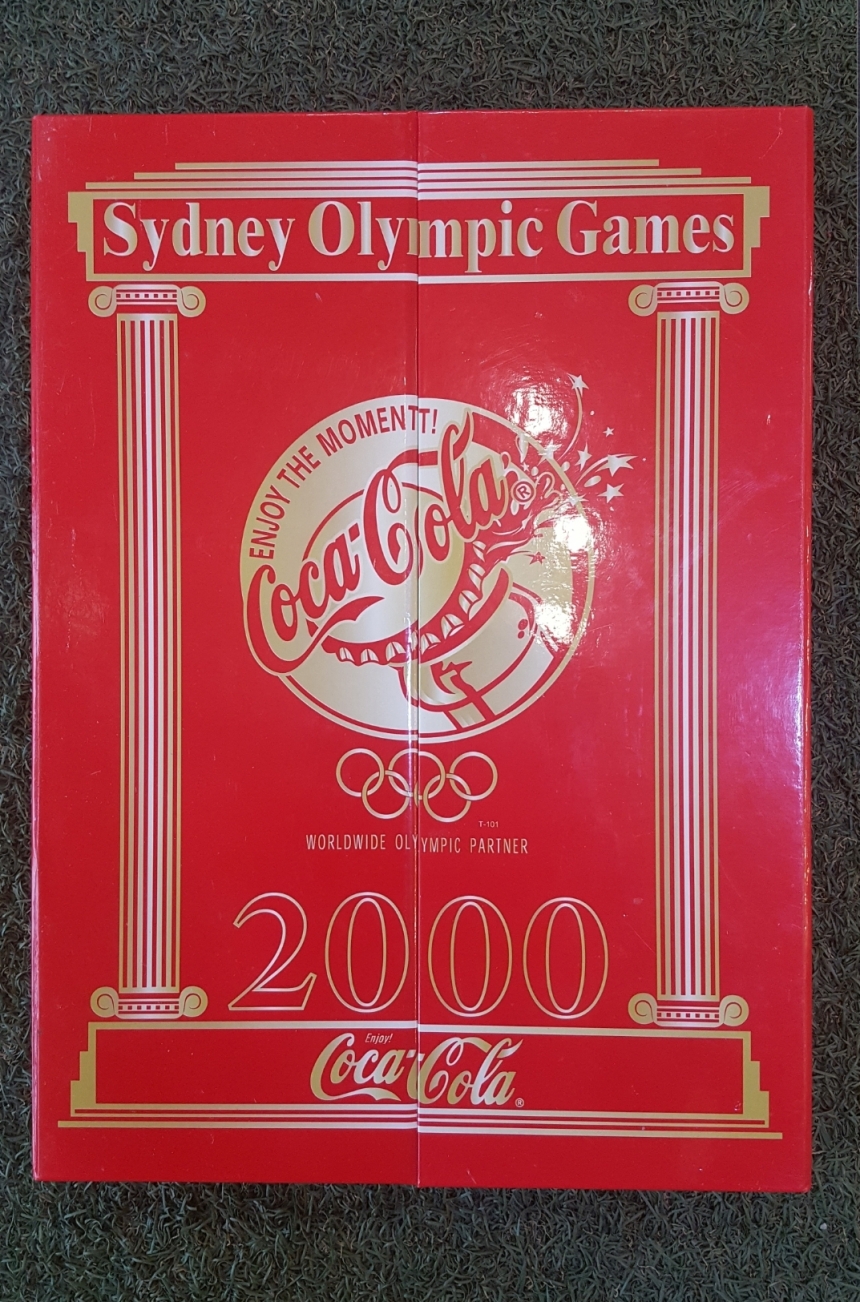 Sydney Olympic Games
ENJOY THE MOMENTT!
Coca-Cola®
T-101
WORLDWIDE OLYYMPIC PARTNER
2000
Enjoy!
Coca-Cola®